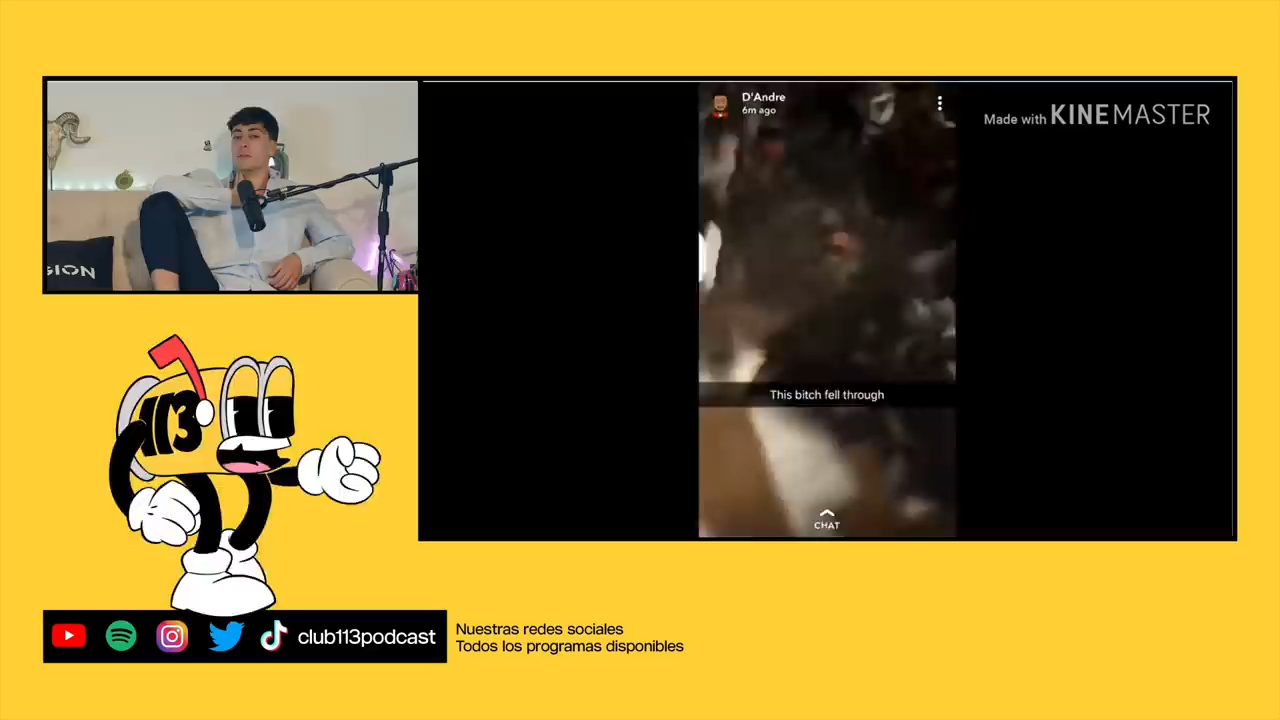 D'Andre
6m ago
Made with KINEMASTER
GION
113
This bitch fell through
CHAT
club113podcast
Nuestras redes sociales
Todos los programas disponibles